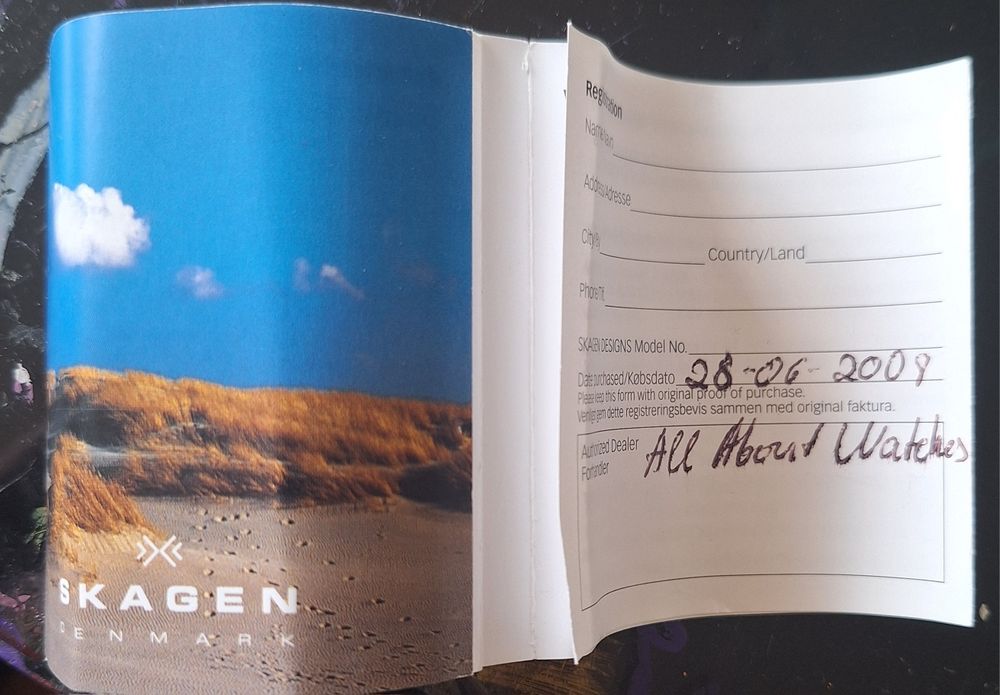 SKAGEN
DENMARK
Registration
Name/Navn
Address/Adresse
City/By Country/Land
Phone/Tlf.
SKAGEN DESIGNS Model No.
Date purchased/Købsdato 28-06-2009
Please keep this form with original proof of purchase.
Venligst gem dette registreringsbevis sammen med original faktura.
Authorized Dealer All About Watches
Forhandler